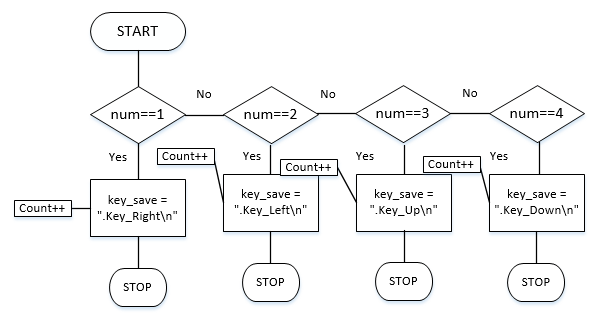 START
No
No
No
num==1
num==2
num==3
num==4
Yes
Count++
Yes
Count++
Yes
Count++
Yes
Count++
key_save =
".Key_Right\n"
key_save =
".Key_Left\n"
key_save =
".Key_Up\n"
key_save =
".Key_Down\n"
STOP
STOP
STOP
STOP